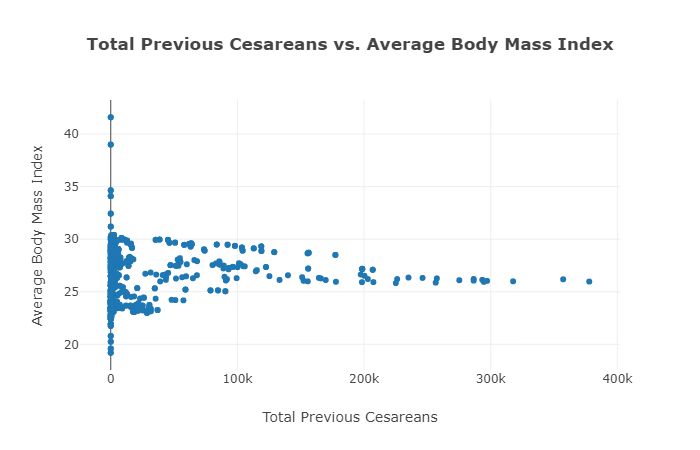 Total Previous Cesareans vs. Average Body Mass Index
40
35
30
25
20
0 100k 200k 300k 400k
Average Body Mass Index
Total Previous Cesareans